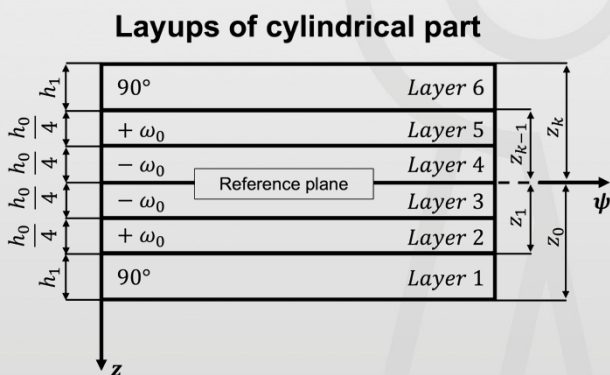 Layups of cylindrical part
h₁ 90° Layer 6
h₀/4 + ω₀ Layer 5
h₀/4 − ω₀ Layer 4
Reference plane
h₀/4 − ω₀ Layer 3
h₀/4 + ω₀ Layer 2
h₁ 90° Layer 1
zₖ
zₖ₋₁
ψ
z₁
z₀
z